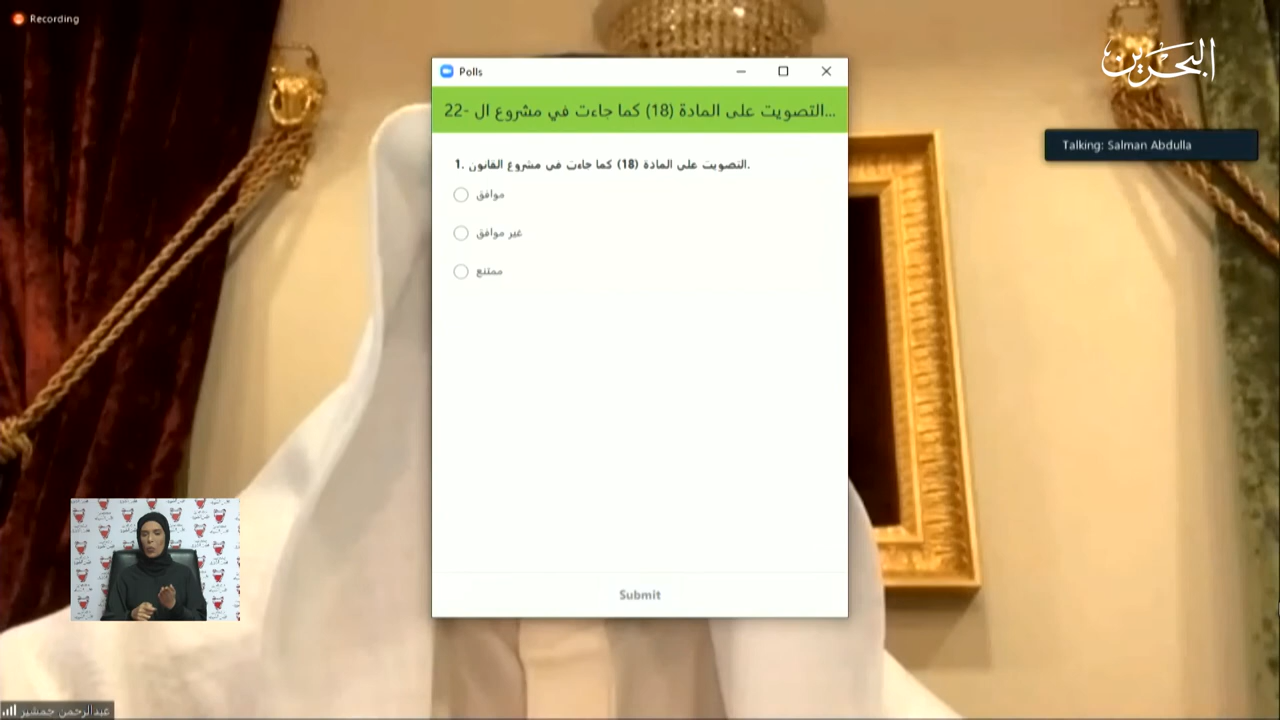 Recording
البحرين
Polls
22- التصويت على المادة (18) كما جاءت في مشروع ال...
Talking: Salman Abdulla
1. التصويت على المادة (18) كما جاءت في مشروع القانون.
موافق
غير موافق
ممتنع
Submit
عبدالرحمن جمشير